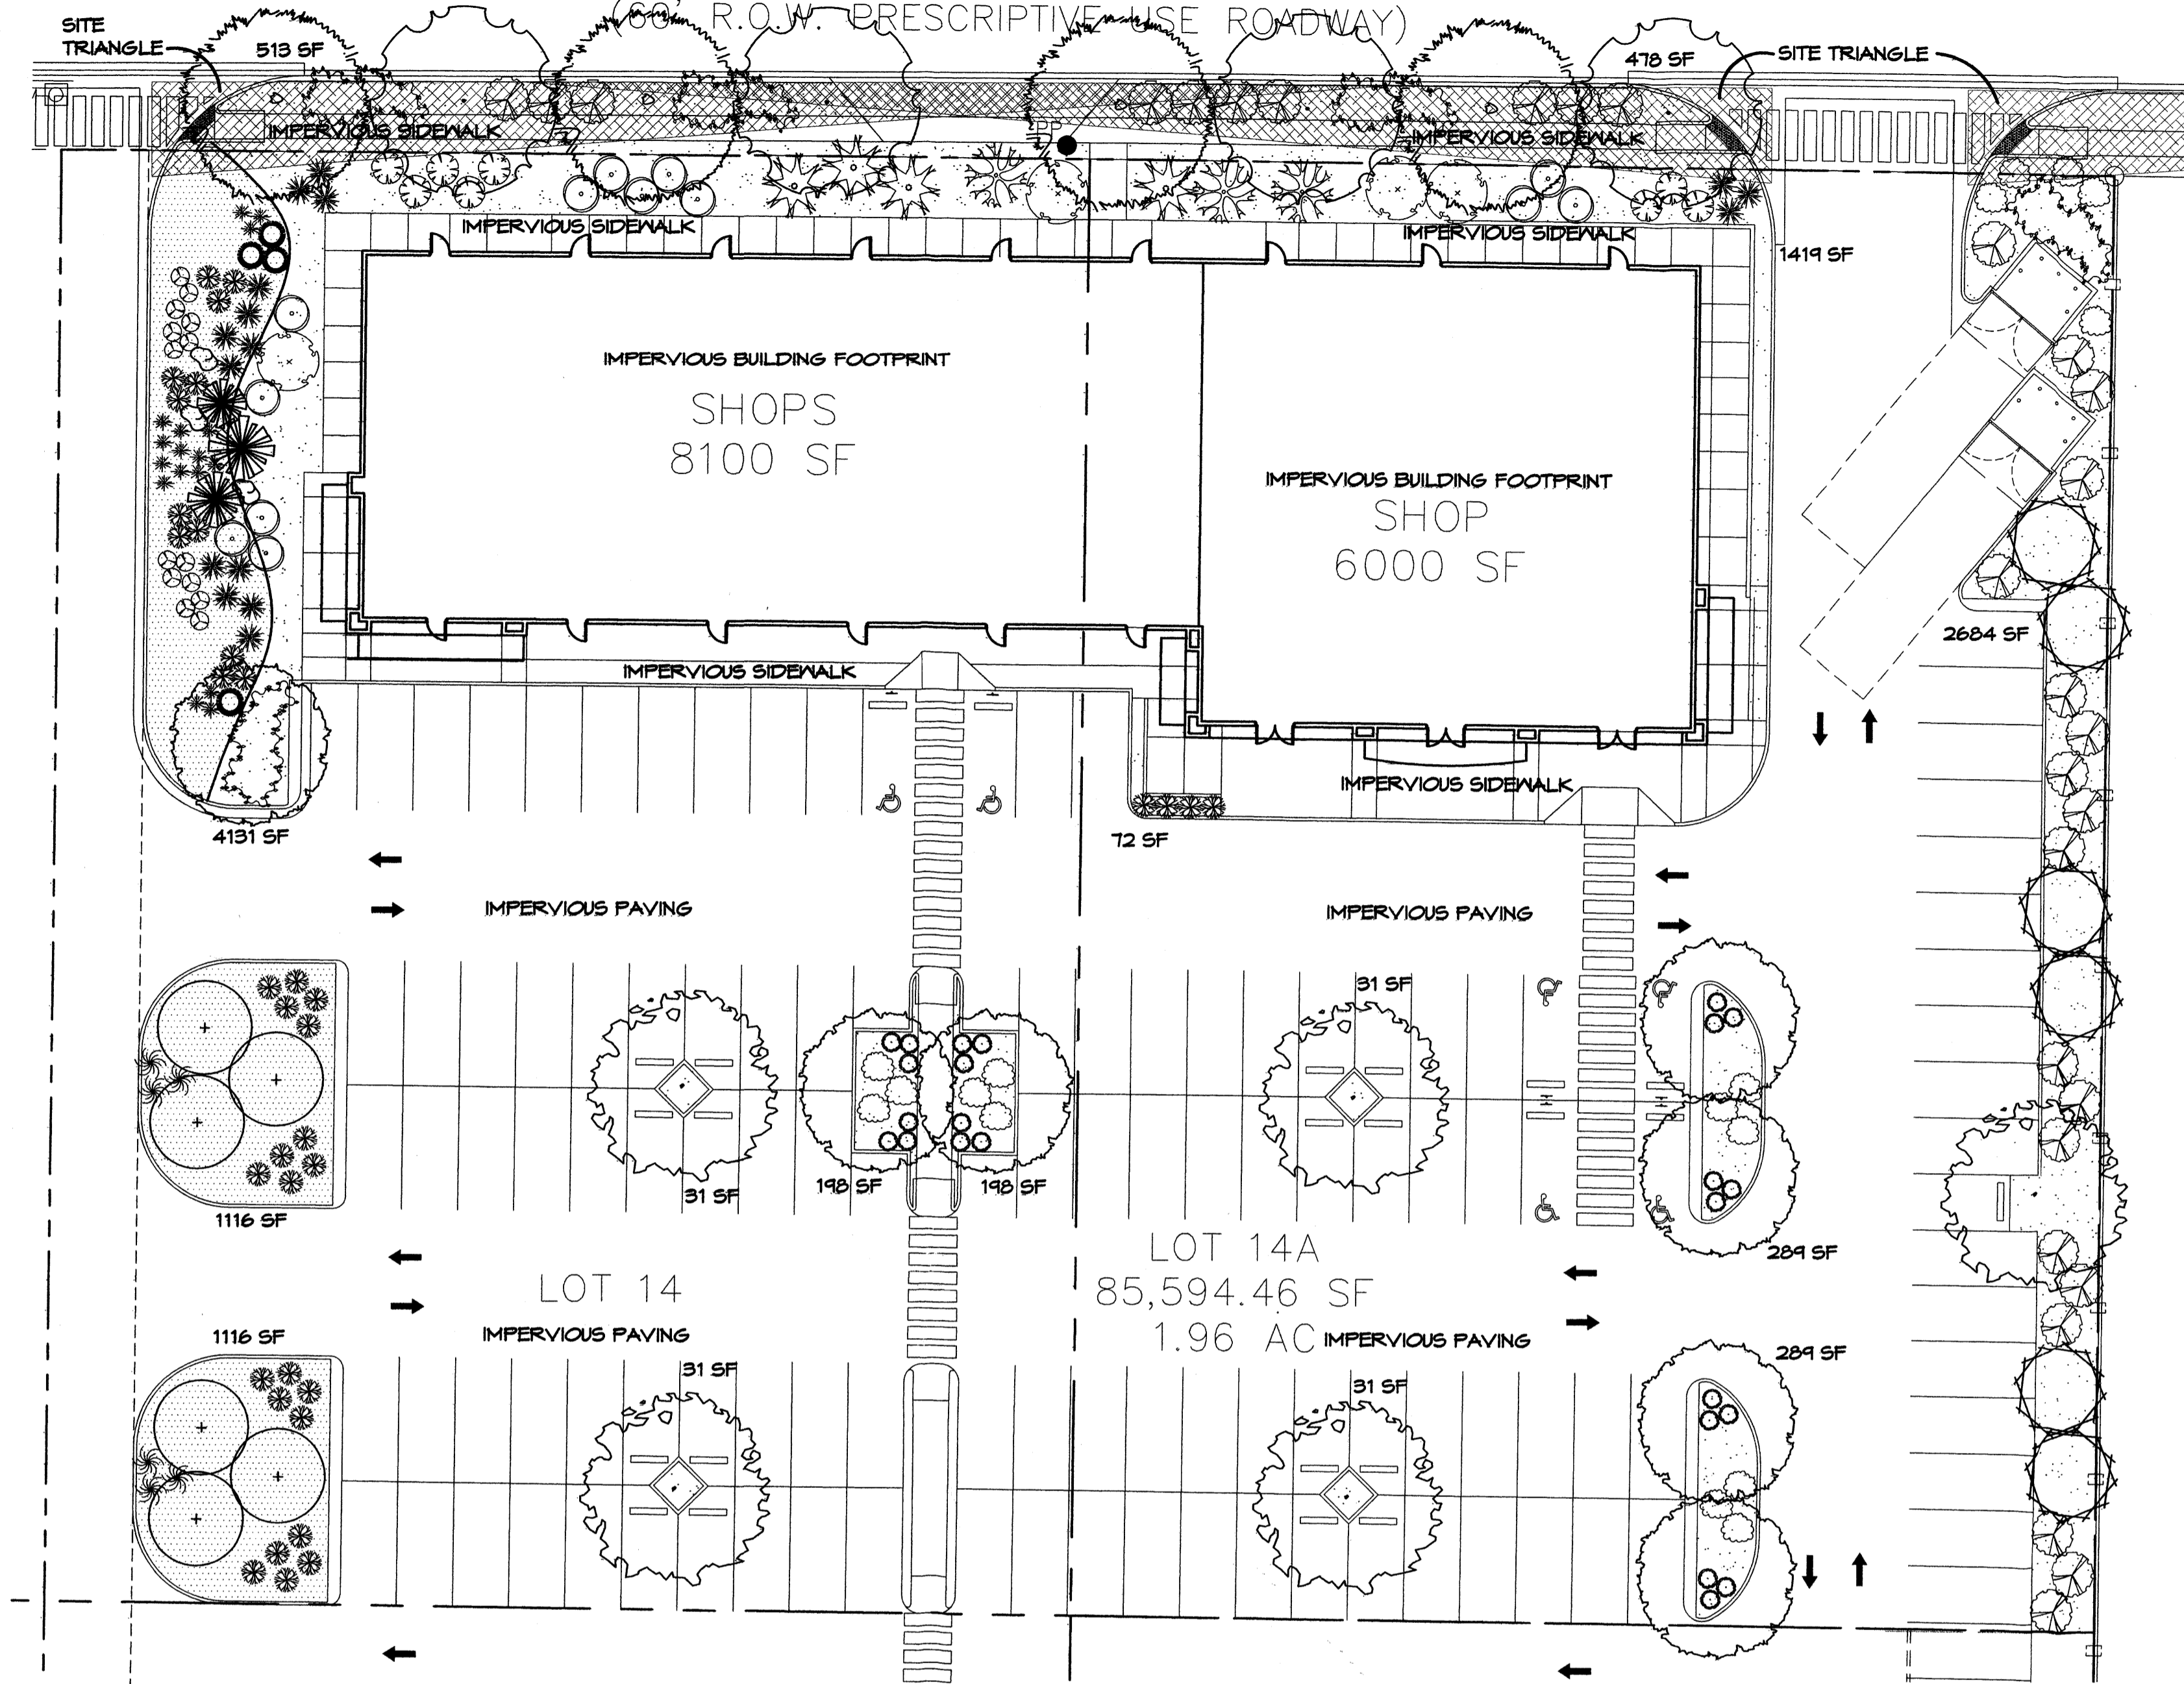 (60' R.O.W. PRESCRIPTIVE USE ROADWAY)
SITE
TRIANGLE
513 SF
478 SF
SITE TRIANGLE
IMPERVIOUS SIDEWALK
PP
IMPERVIOUS SIDEWALK
IMPERVIOUS SIDEWALK
IMPERVIOUS SIDEWALK
1419 SF
IMPERVIOUS BUILDING FOOTPRINT
SHOPS
8100 SF
IMPERVIOUS BUILDING FOOTPRINT
SHOP
6000 SF
2684 SF
IMPERVIOUS SIDEWALK
IMPERVIOUS SIDEWALK
4131 SF
72 SF
IMPERVIOUS PAVING
IMPERVIOUS PAVING
31 SF
31 SF
198 SF
198 SF
1116 SF
289 SF
LOT 14
LOT 14A
85,594.46 SF
1.96 AC
IMPERVIOUS PAVING
IMPERVIOUS PAVING
1116 SF
289 SF
31 SF
31 SF